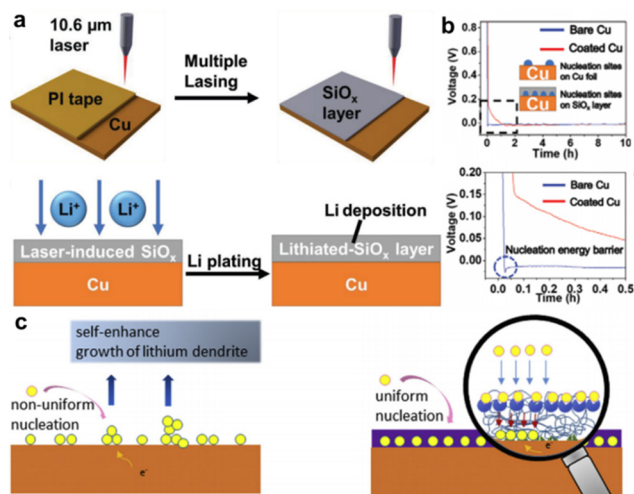 a
10.6 µm
laser
Multiple
Lasing
PI tape
Cu
SiOₓ
layer
Li⁺
Li⁺
Li deposition
Laser-induced SiOₓ
Li plating
Lithiated-SiOₓ layer
Cu
Cu
b
Bare Cu
Coated Cu
Voltage (V)
0.8
0.6
0.4
0.2
0.0
Cu
Nucleation sites
on Cu foil
Cu
Nucleation sites
on SiOₓ layer
0 2 4 6 8 10
Time (h)
Voltage (V)
0.20
0.15
0.10
0.05
0.00
Bare Cu
Coated Cu
Nucleation energy
barrier
0.0 0.1 0.2 0.3 0.4 0.5
Time (h)
c
self-enhance
growth of lithium dendrite
non-uniform
nucleation
e⁻
uniform
nucleation
e⁻